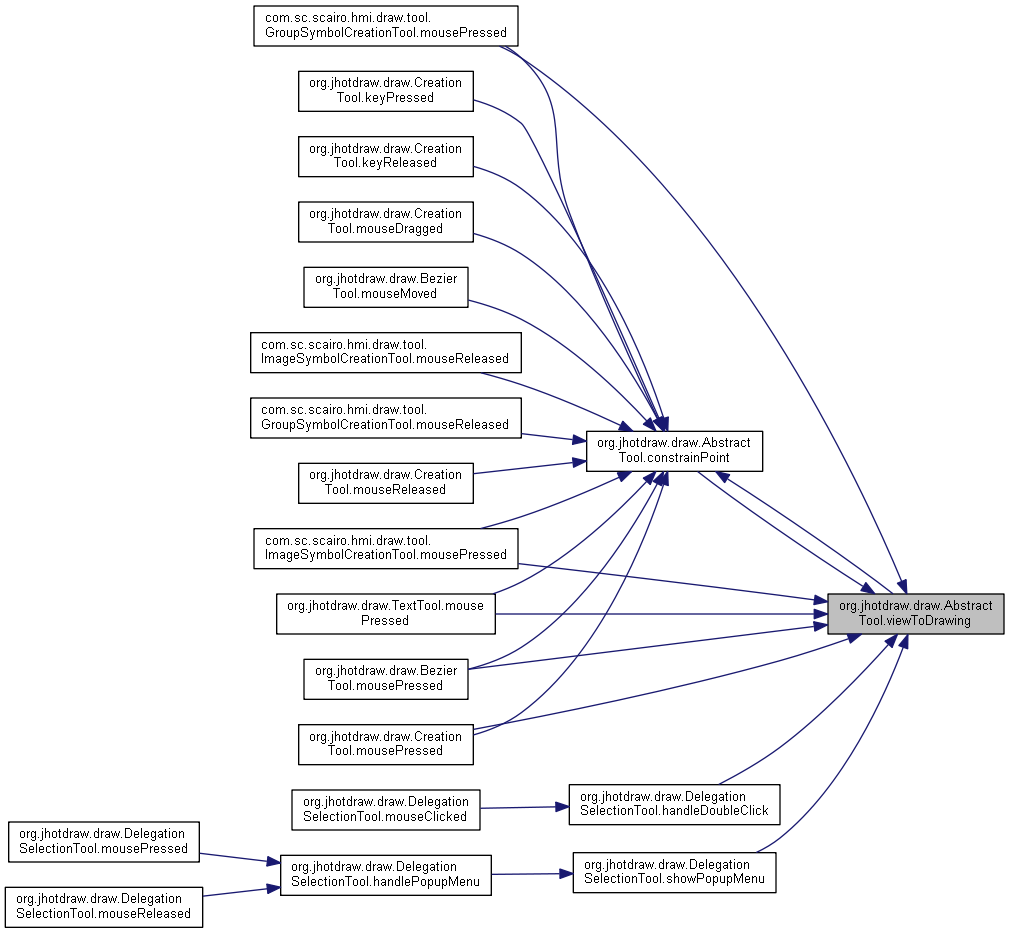 com.sc.scairo.hmi.draw.tool.
GroupSymbolCreationTool.mousePressed
org.jhotdraw.draw.Creation
Tool.keyPressed
org.jhotdraw.draw.Creation
Tool.keyReleased
org.jhotdraw.draw.Creation
Tool.mouseDragged
org.jhotdraw.draw.Bezier
Tool.mouseMoved
com.sc.scairo.hmi.draw.tool.
ImageSymbolCreationTool.mouseReleased
com.sc.scairo.hmi.draw.tool.
GroupSymbolCreationTool.mouseReleased
org.jhotdraw.draw.Abstract
Tool.constrainPoint
org.jhotdraw.draw.Creation
Tool.mouseReleased
com.sc.scairo.hmi.draw.tool.
ImageSymbolCreationTool.mousePressed
org.jhotdraw.draw.TextTool.mouse
Pressed
org.jhotdraw.draw.Abstract
Tool.viewToDrawing
org.jhotdraw.draw.Bezier
Tool.mousePressed
org.jhotdraw.draw.Creation
Tool.mousePressed
org.jhotdraw.draw.Delegation
SelectionTool.mouseClicked
org.jhotdraw.draw.Delegation
SelectionTool.handleDoubleClick
org.jhotdraw.draw.Delegation
SelectionTool.mousePressed
org.jhotdraw.draw.Delegation
SelectionTool.handlePopupMenu
org.jhotdraw.draw.Delegation
SelectionTool.showPopupMenu
org.jhotdraw.draw.Delegation
SelectionTool.mouseReleased